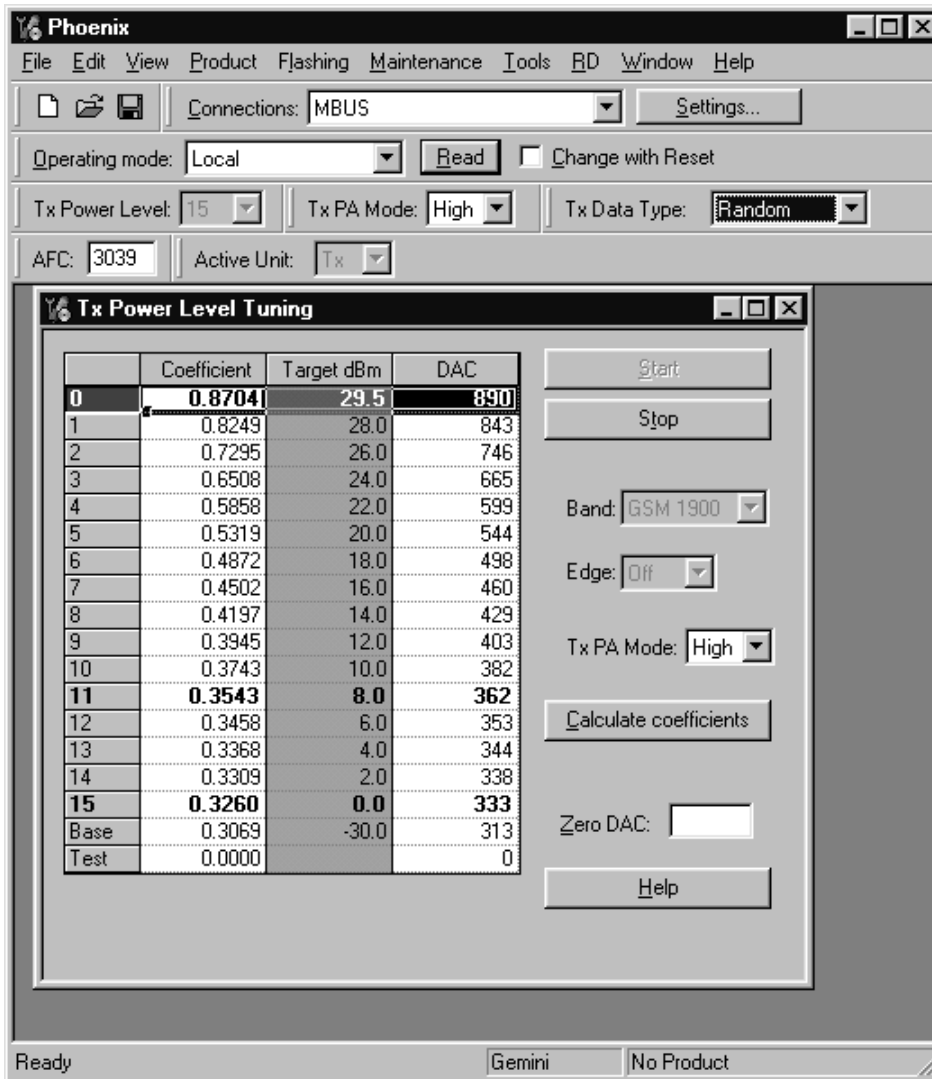 Phoenix
File Edit View Product Flashing Maintenance Tools RD Window Help
Connections: MBUS Settings...
Operating mode: Local Read Change with Reset
Tx Power Level: 15 Tx PA Mode: High Tx Data Type: Random
AFC: 3039 Active Unit: Tx
Tx Power Level Tuning
Coefficient Target dBm DAC
0 0.8704 29.5 890
1 0.8249 28.0 843
2 0.7295 26.0 746
3 0.6508 24.0 665
4 0.5858 22.0 599
5 0.5319 20.0 544
6 0.4872 18.0 498
7 0.4502 16.0 460
8 0.4197 14.0 429
9 0.3945 12.0 403
10 0.3743 10.0 382
11 0.3543 8.0 362
12 0.3458 6.0 353
13 0.3368 4.0 344
14 0.3309 2.0 338
15 0.3260 0.0 333
Base 0.3069 -30.0 313
Test 0.0000 0
Start
Stop
Band: GSM 1900
Edge: Off
Tx PA Mode: High
Calculate coefficients
Zero DAC:
Help
Ready Gemini No Product